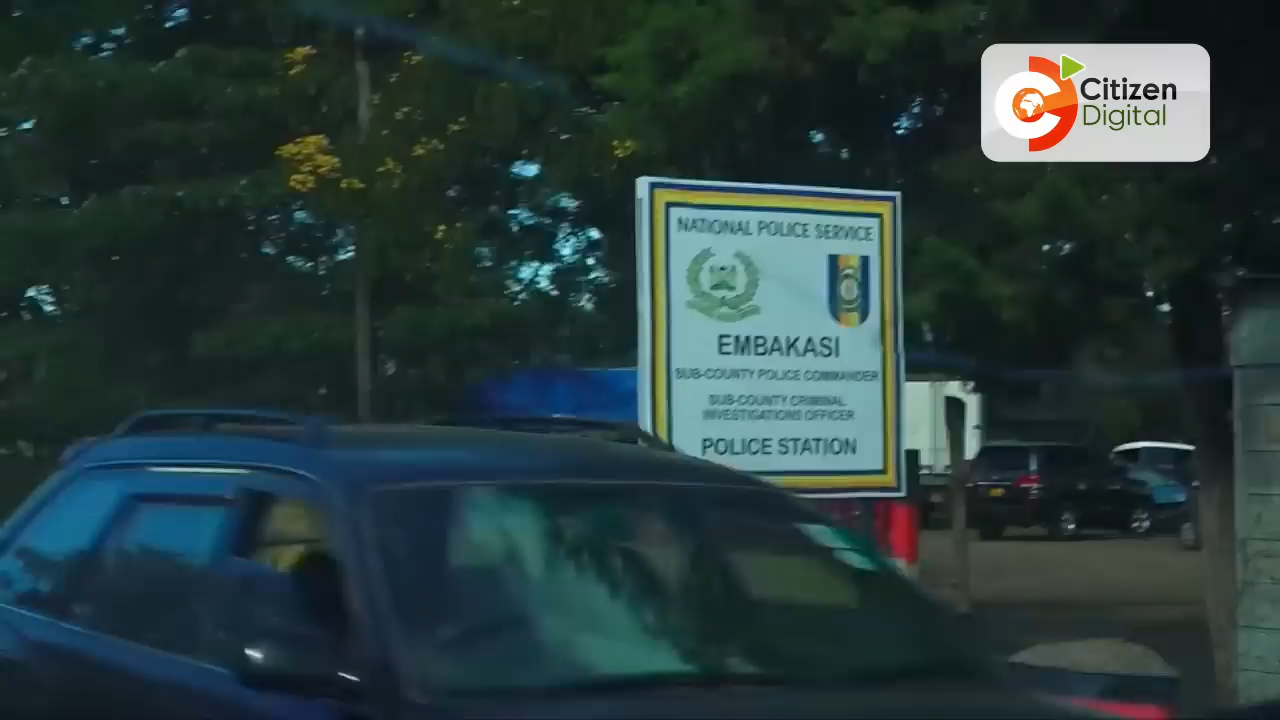 Citizen
Digital
NATIONAL POLICE SERVICE
EMBAKASI
SUB-COUNTY POLICE COMMANDER
SUB-COUNTY CRIMINAL
INVESTIGATIONS OFFICER
POLICE STATION